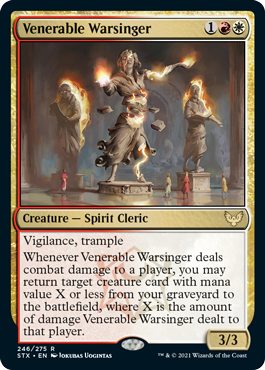 Venerable Warsinger 1
Creature — Spirit Cleric
Vigilance, trample
Whenever Venerable Warsinger deals
combat damage to a player, you may
return target creature card with mana
value X or less from your graveyard to
the battlefield, where X is the amount
of damage Venerable Warsinger dealt to
that player.
3/3
246/275 R
STX • EN Jokubas Uogintas
™ & © 2021 Wizards of the Coast